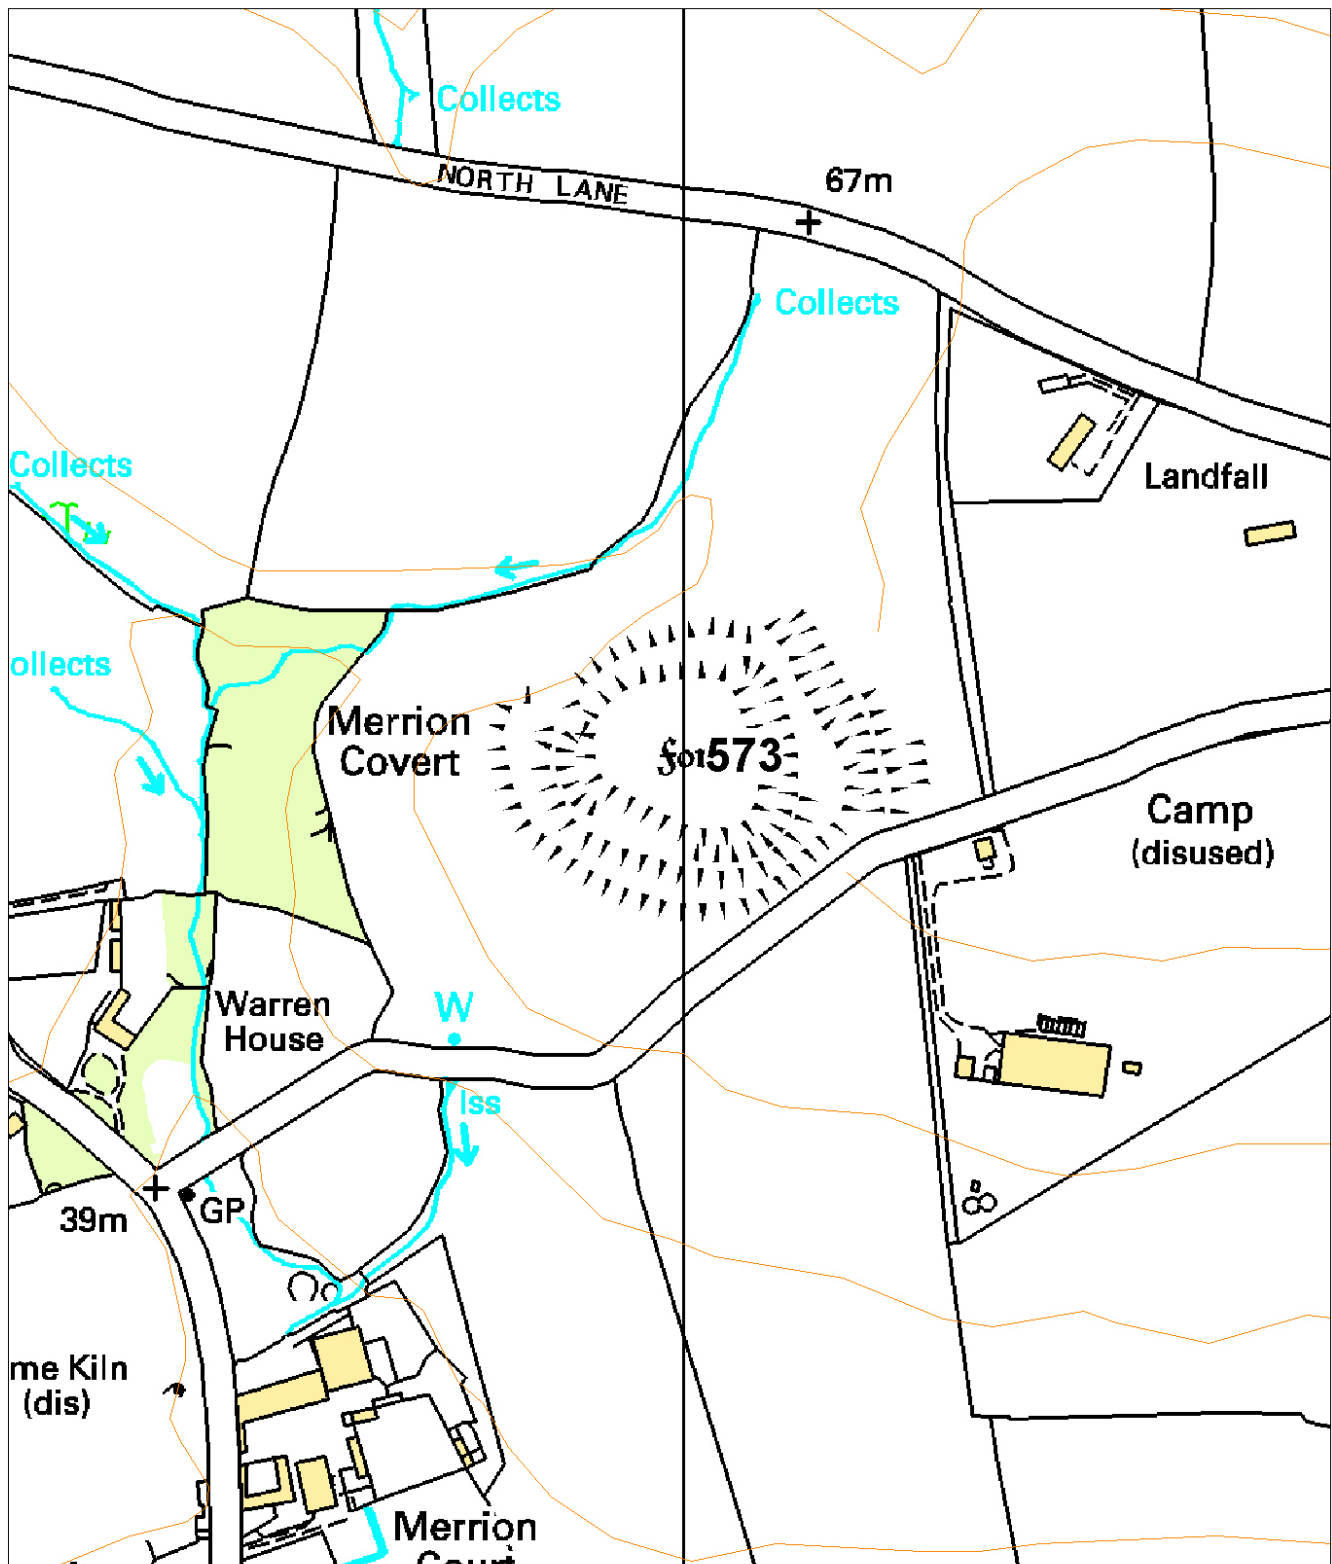 Collects
NORTH LANE
67m
Collects
Collects
Landfall
ollects
Merrion
Covert
573
Camp
(disused)
Warren
House
W
Iss
39m
GP
me Kiln
(dis)
Merrion
Court